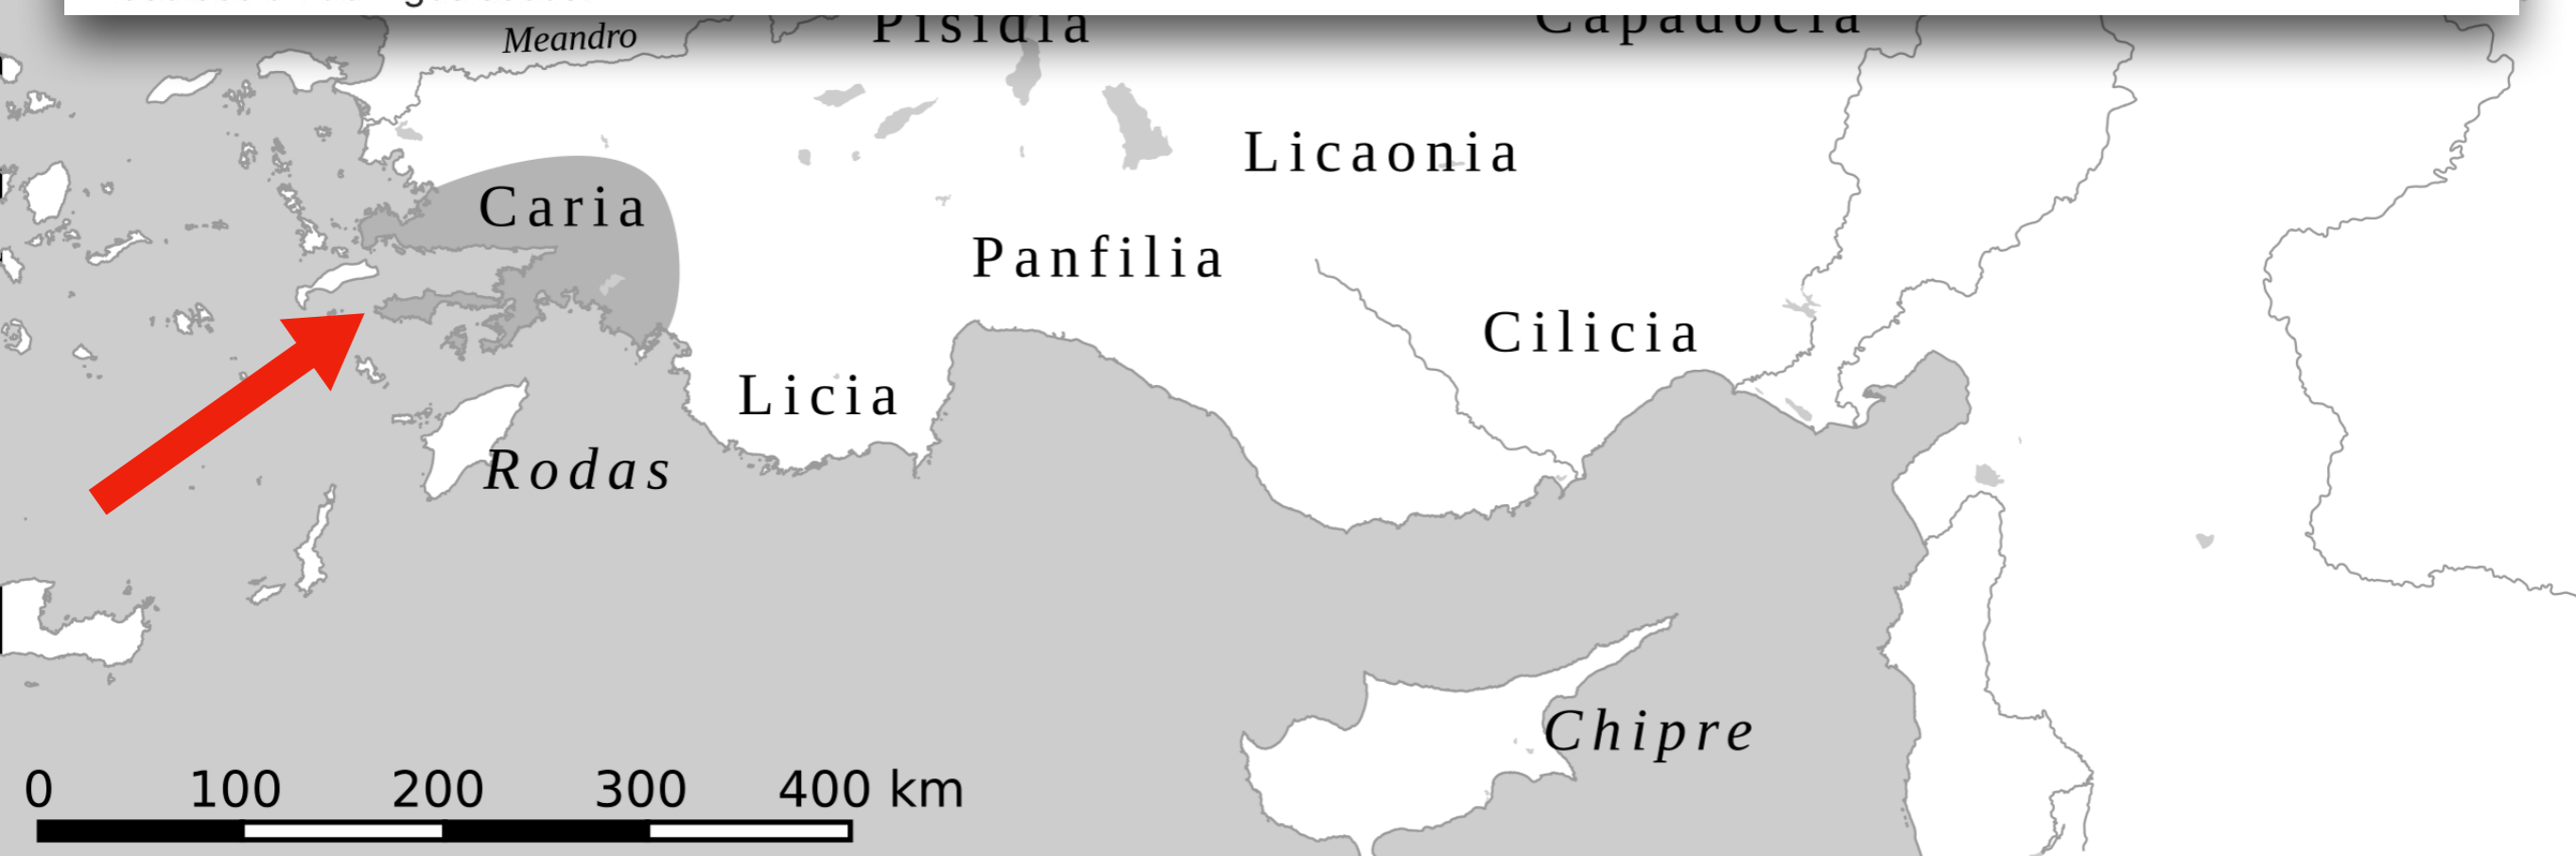 Meandro
Pisidia
Capadocia
Licaonia
Caria
Panfilia
Cilicia
Licia
Rodas
Chipre
0 100 200 300 400 km